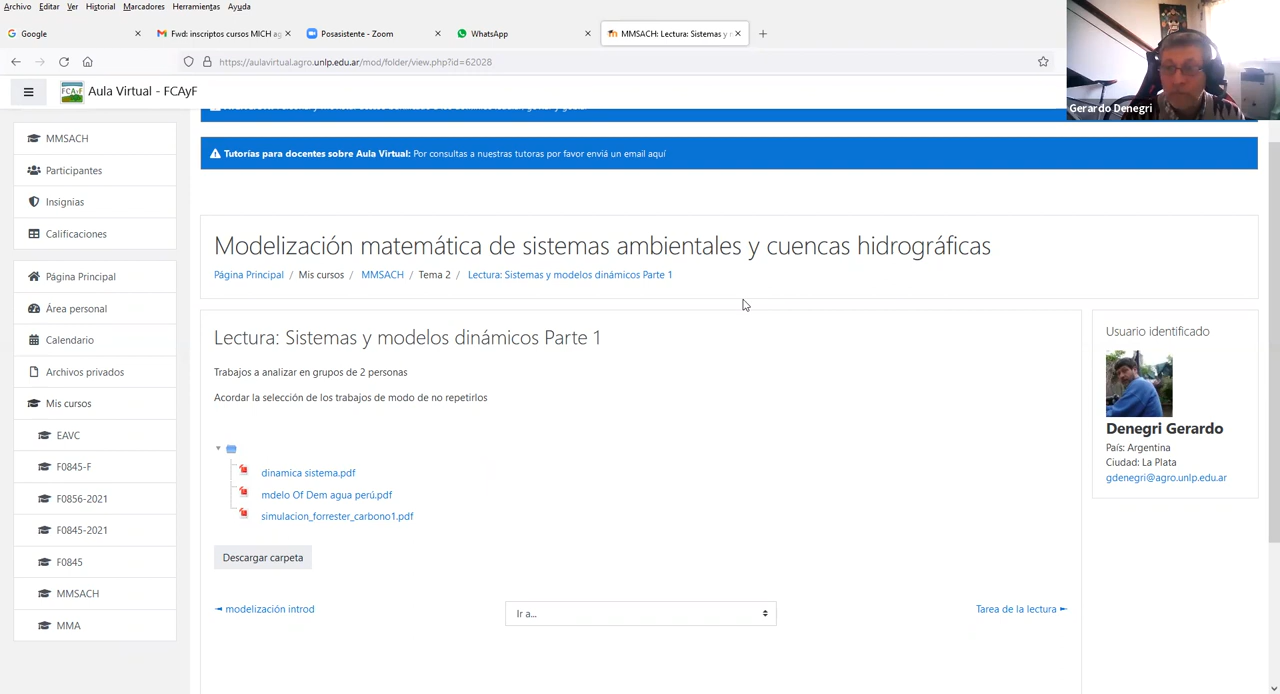 Archivo Editar Ver Historial Marcadores Herramientas Ayuda
Google
Fwd: inscriptos cursos MICH ag
Posasistente - Zoom
WhatsApp
MMSACH: Lectura: Sistemas y
https://aulavirtual.agro.unlp.edu.ar/mod/folder/view.php?id=62028
Aula Virtual - FCAyF
Gerardo Denegri
MMSACH
Participantes
Insignias
Calificaciones
Página Principal
Área personal
Calendario
Archivos privados
Mis cursos
EAVC
F0845-F
F0856-2021
F0845-2021
F0845
MMSACH
MMA
Tutorías para docentes sobre Aula Virtual: Por consultas a nuestras tutoras por favor enviá un email aquí
Modelización matemática de sistemas ambientales y cuencas hidrográficas
Página Principal / Mis cursos / MMSACH / Tema 2 / Lectura: Sistemas y modelos dinámicos Parte 1
Lectura: Sistemas y modelos dinámicos Parte 1
Trabajos a analizar en grupos de 2 personas
Acordar la selección de los trabajos de modo de no repetirlos
dinamica sistema.pdf
mdelo Of Dem agua perú.pdf
simulacion_forrester_carbono1.pdf
Descargar carpeta
◄ modelización introd
Ir a...
Tarea de la lectura ►
Usuario identificado
Denegri Gerardo
País: Argentina
Ciudad: La Plata
gdenegri@agro.unlp.edu.ar